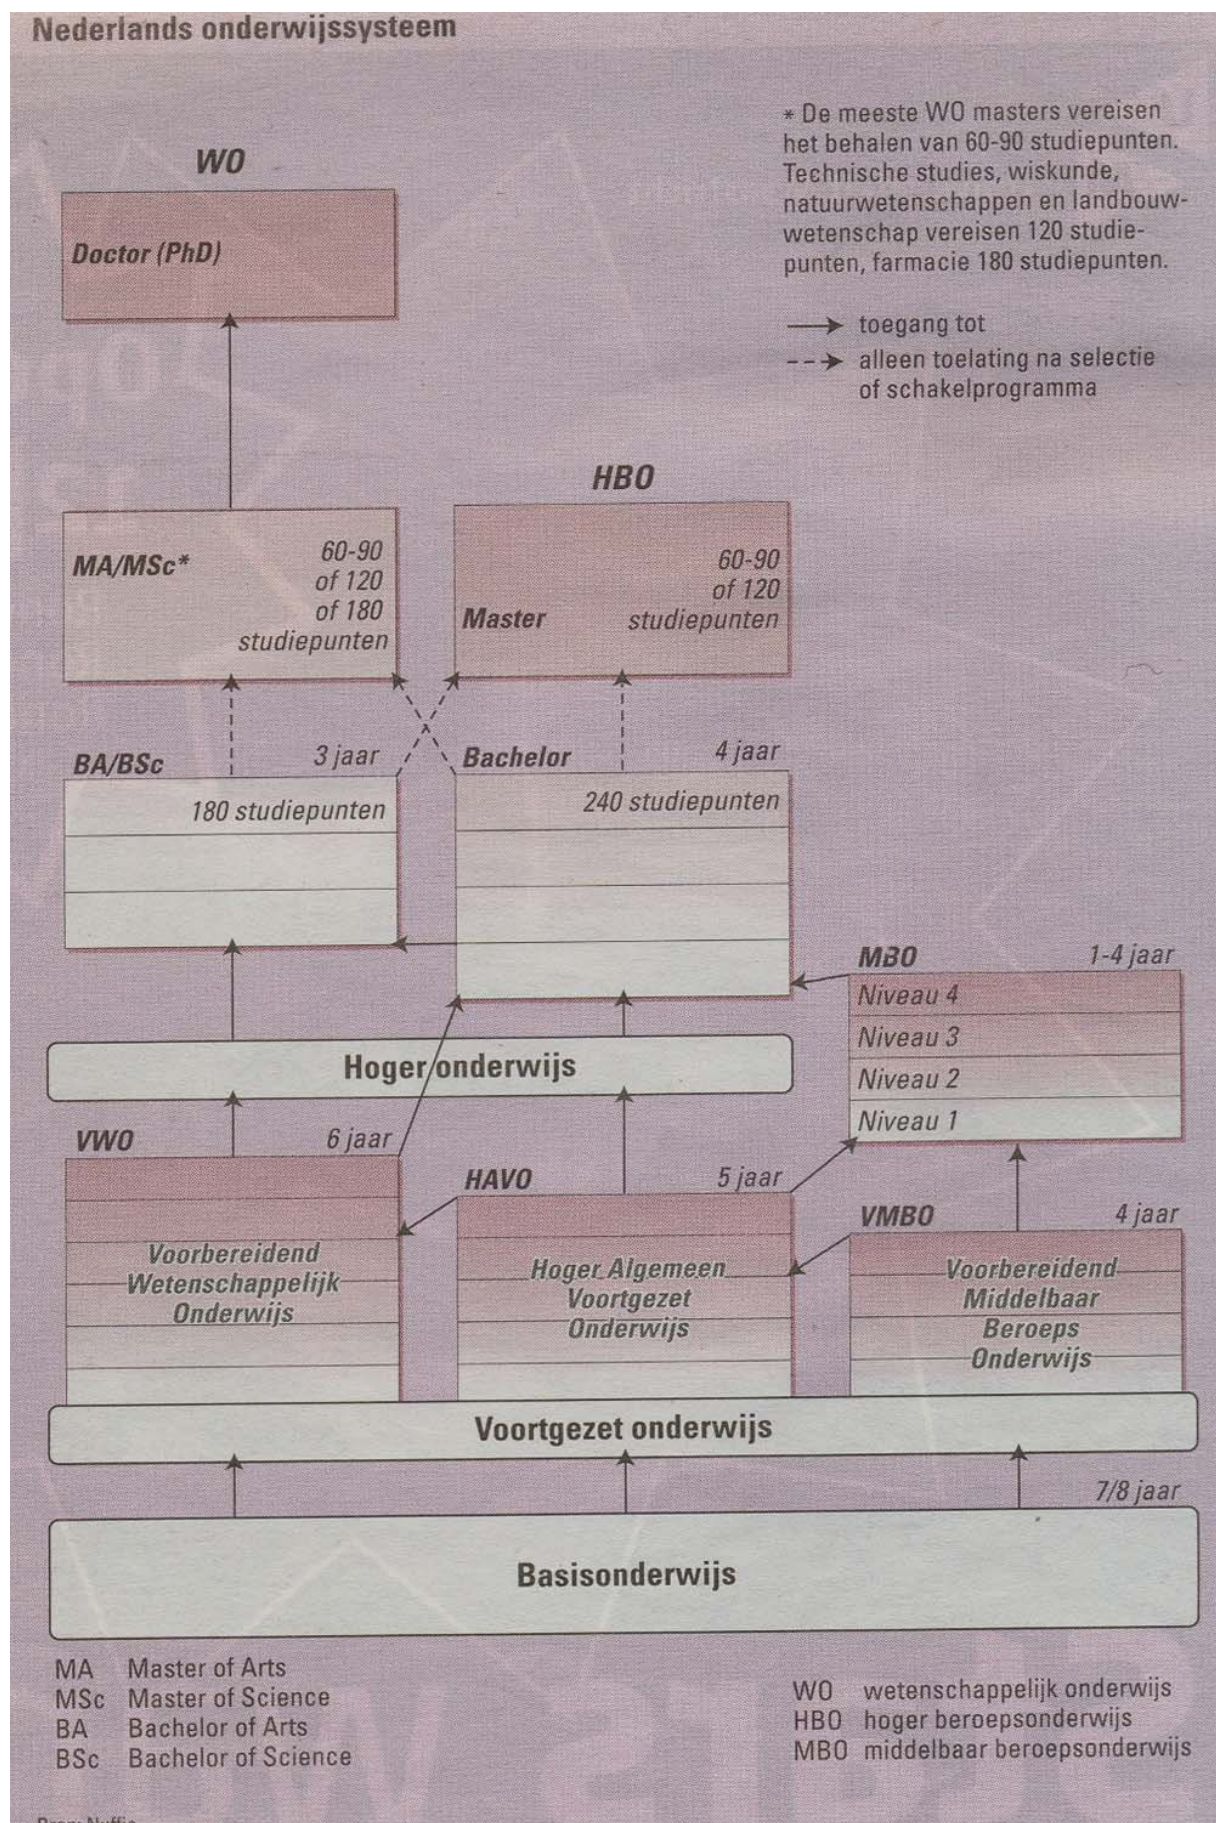 Nederlands onderwijssysteem
* De meeste WO masters vereisen
het behalen van 60-90 studiepunten.
Technische studies, wiskunde,
natuurwetenschappen en landbouw-
wetenschap vereisen 120 studie-
punten, farmacie 180 studiepunten.
toegang tot
alleen toelating na selectie
of schakelprogramma
WO
Doctor (PhD)
HBO
MA/MSc*
60-90
of 120
of 180
studiepunten
Master
60-90
of 120
studiepunten
BA/BSc
3 jaar
180 studiepunten
Bachelor
4 jaar
240 studiepunten
MBO
1-4 jaar
Niveau 4
Niveau 3
Niveau 2
Niveau 1
Hoger onderwijs
VWO
6 jaar
Voorbereidend
Wetenschappelijk
Onderwijs
HAVO
5 jaar
Hoger Algemeen
Voortgezet
Onderwijs
VMBO
4 jaar
Voorbereidend
Middelbaar
Beroeps
Onderwijs
Voortgezet onderwijs
7/8 jaar
Basisonderwijs
MA Master of Arts
MSc Master of Science
BA Bachelor of Arts
BSc Bachelor of Science
WO wetenschappelijk onderwijs
HBO hoger beroepsonderwijs
MBO middelbaar beroepsonderwijs